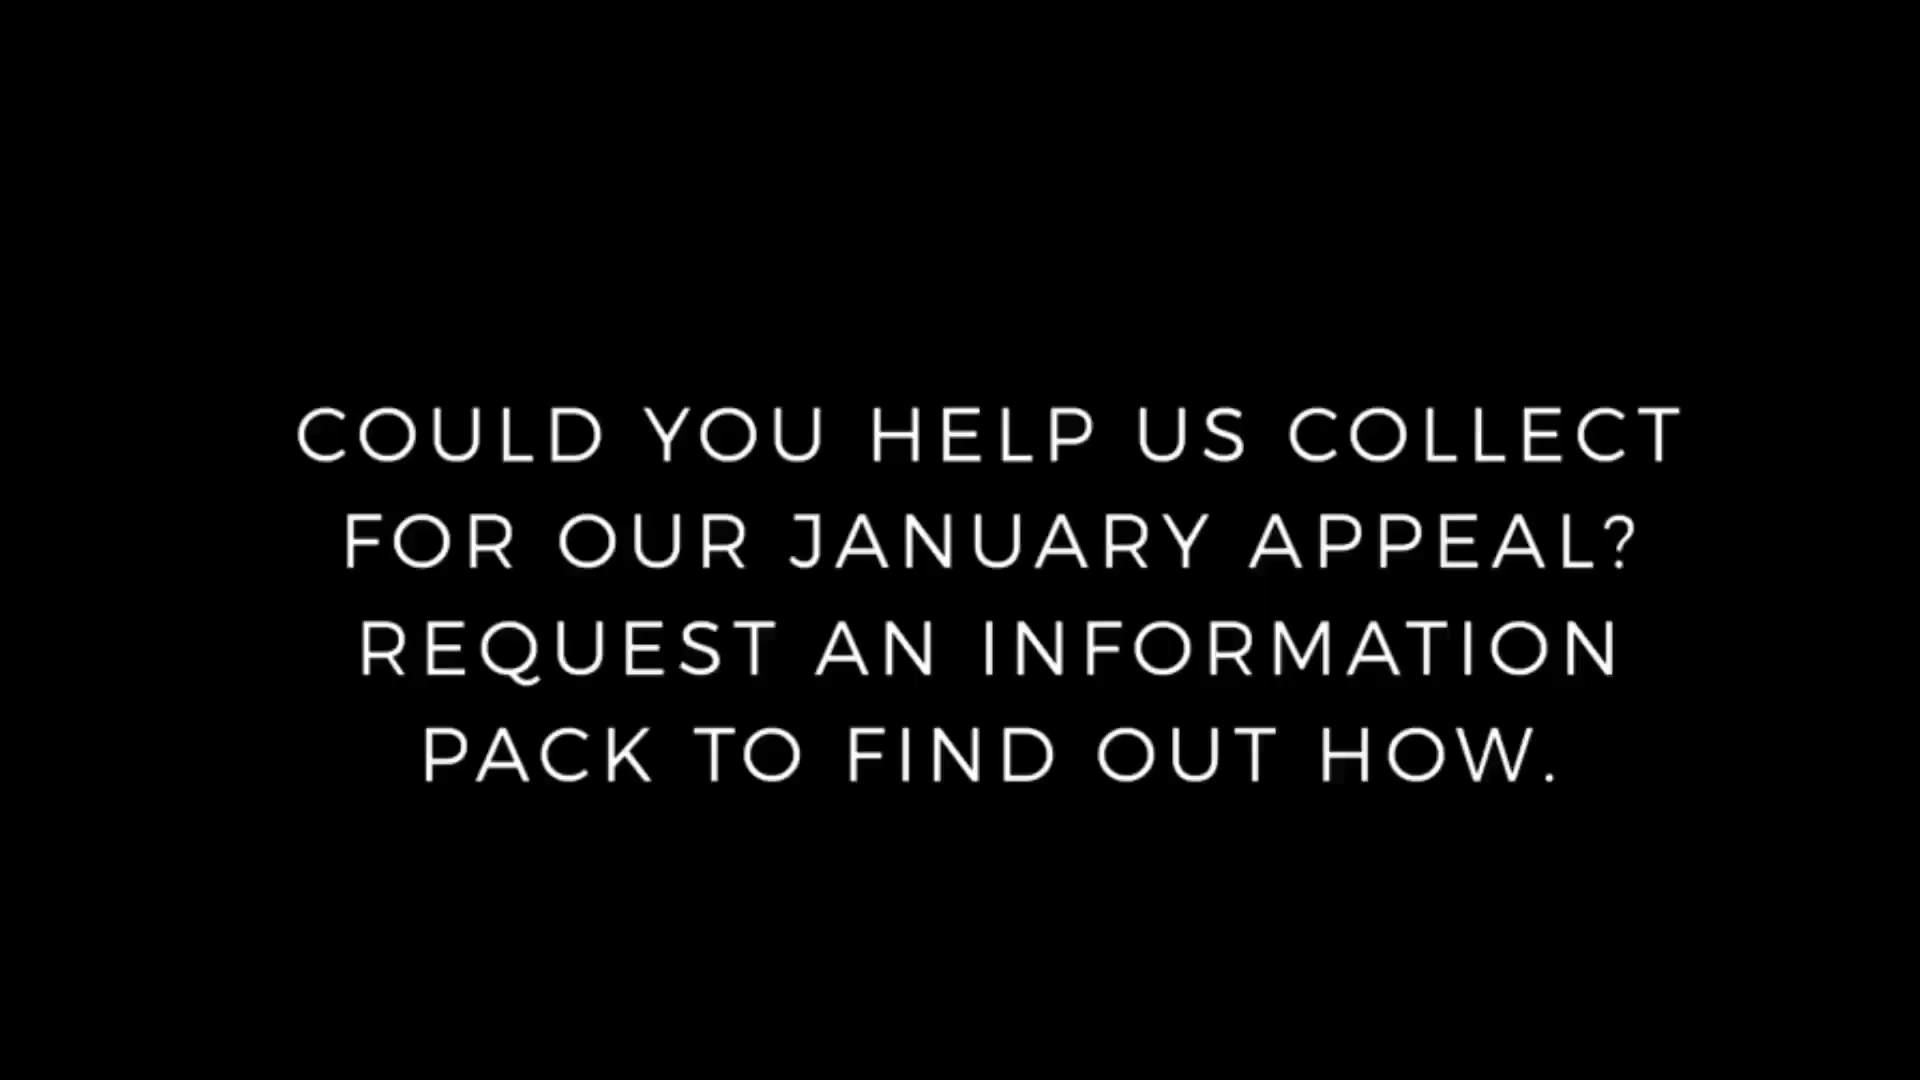 COULD YOU HELP US COLLECT
FOR OUR JANUARY APPEAL?
REQUEST AN INFORMATION
PACK TO FIND OUT HOW.